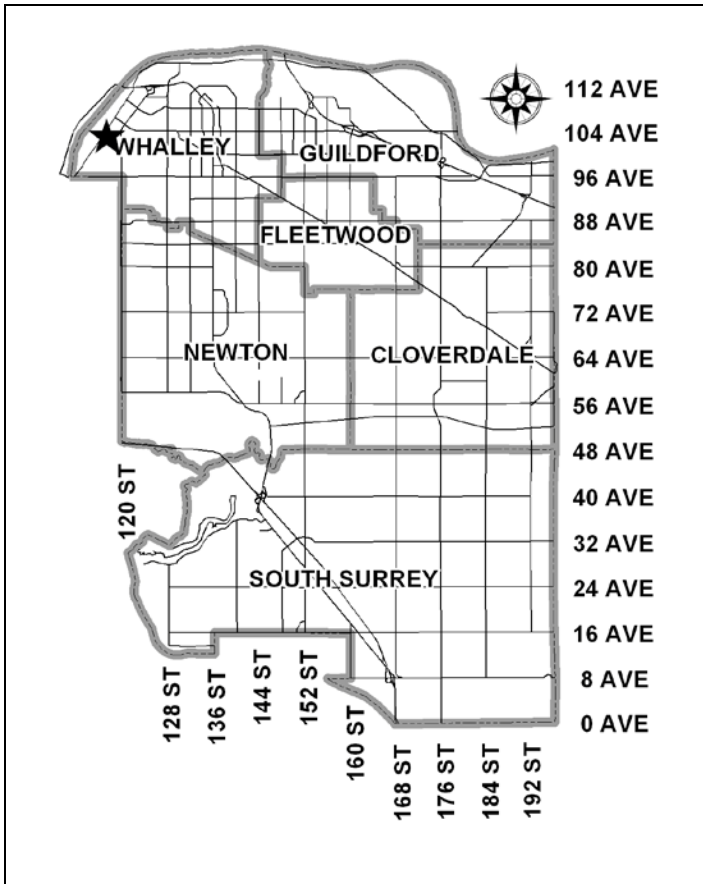 112 AVE
104 AVE
WHALLEY
GUILDFORD
96 AVE
88 AVE
FLEETWOOD
80 AVE
72 AVE
NEWTON
CLOVERDALE
64 AVE
56 AVE
48 AVE
120 ST
40 AVE
32 AVE
SOUTH SURREY
24 AVE
16 AVE
128 ST
136 ST
144 ST
152 ST
160 ST
8 AVE
0 AVE
168 ST
176 ST
184 ST
192 ST